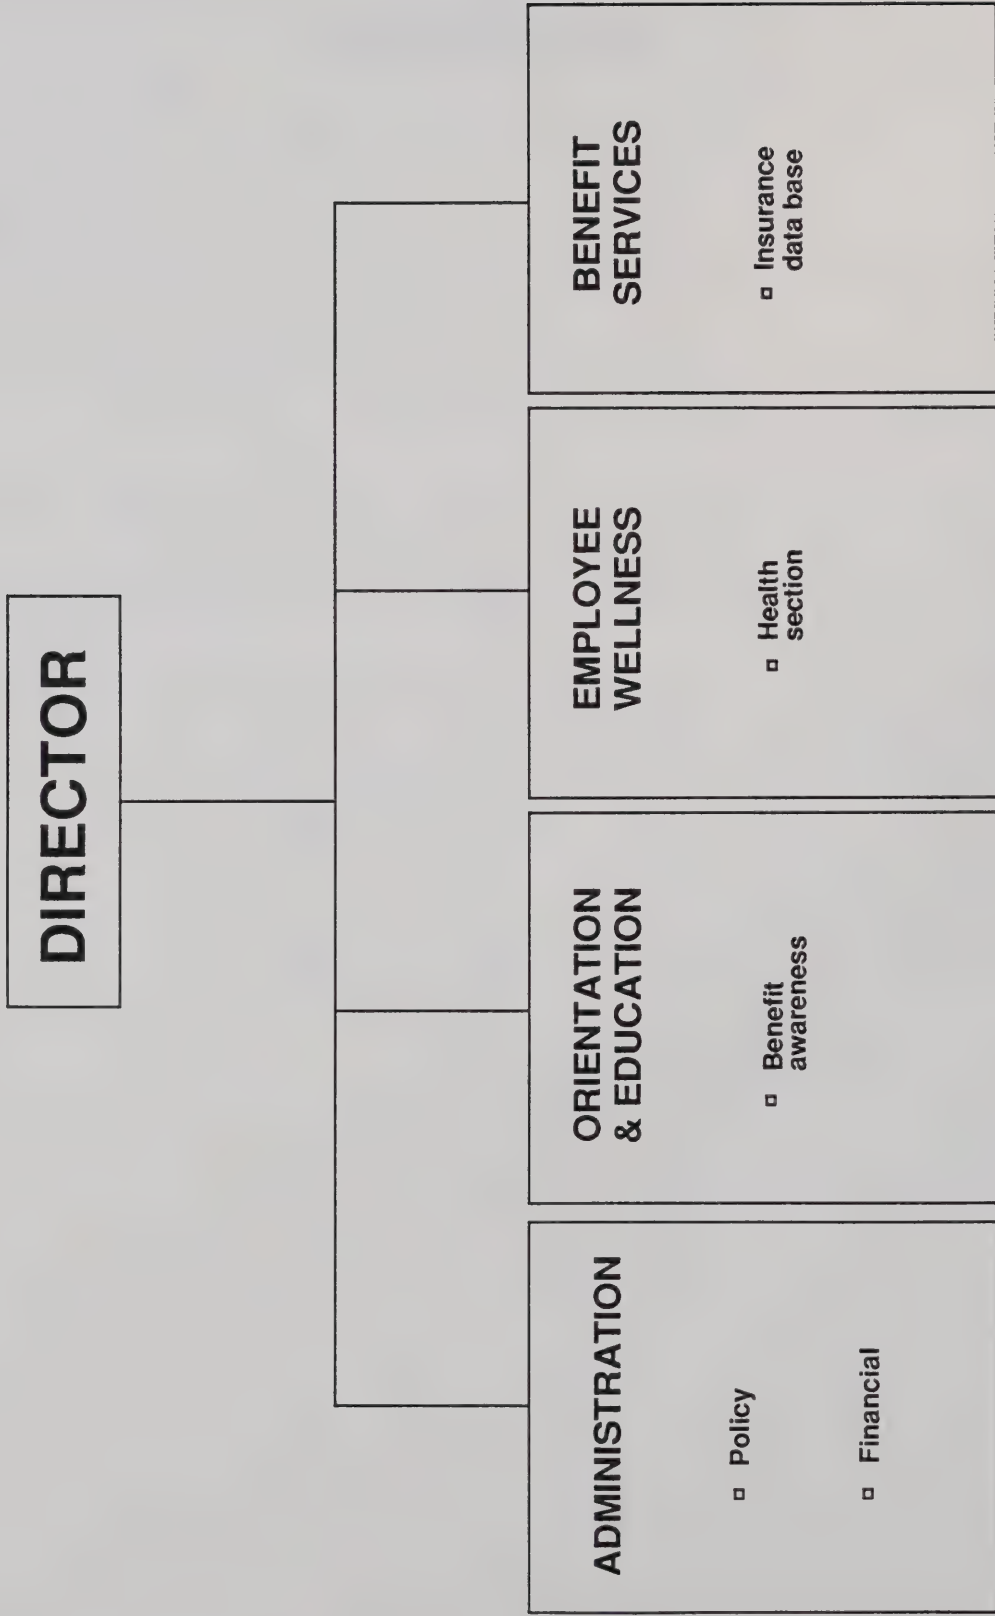 DIRECTOR
ADMINISTRATION
▫ Policy
▫ Financial
ORIENTATION
& EDUCATION
▫ Benefit
awareness
EMPLOYEE
WELLNESS
▫ Health
section
BENEFIT
SERVICES
▫ Insurance
data base